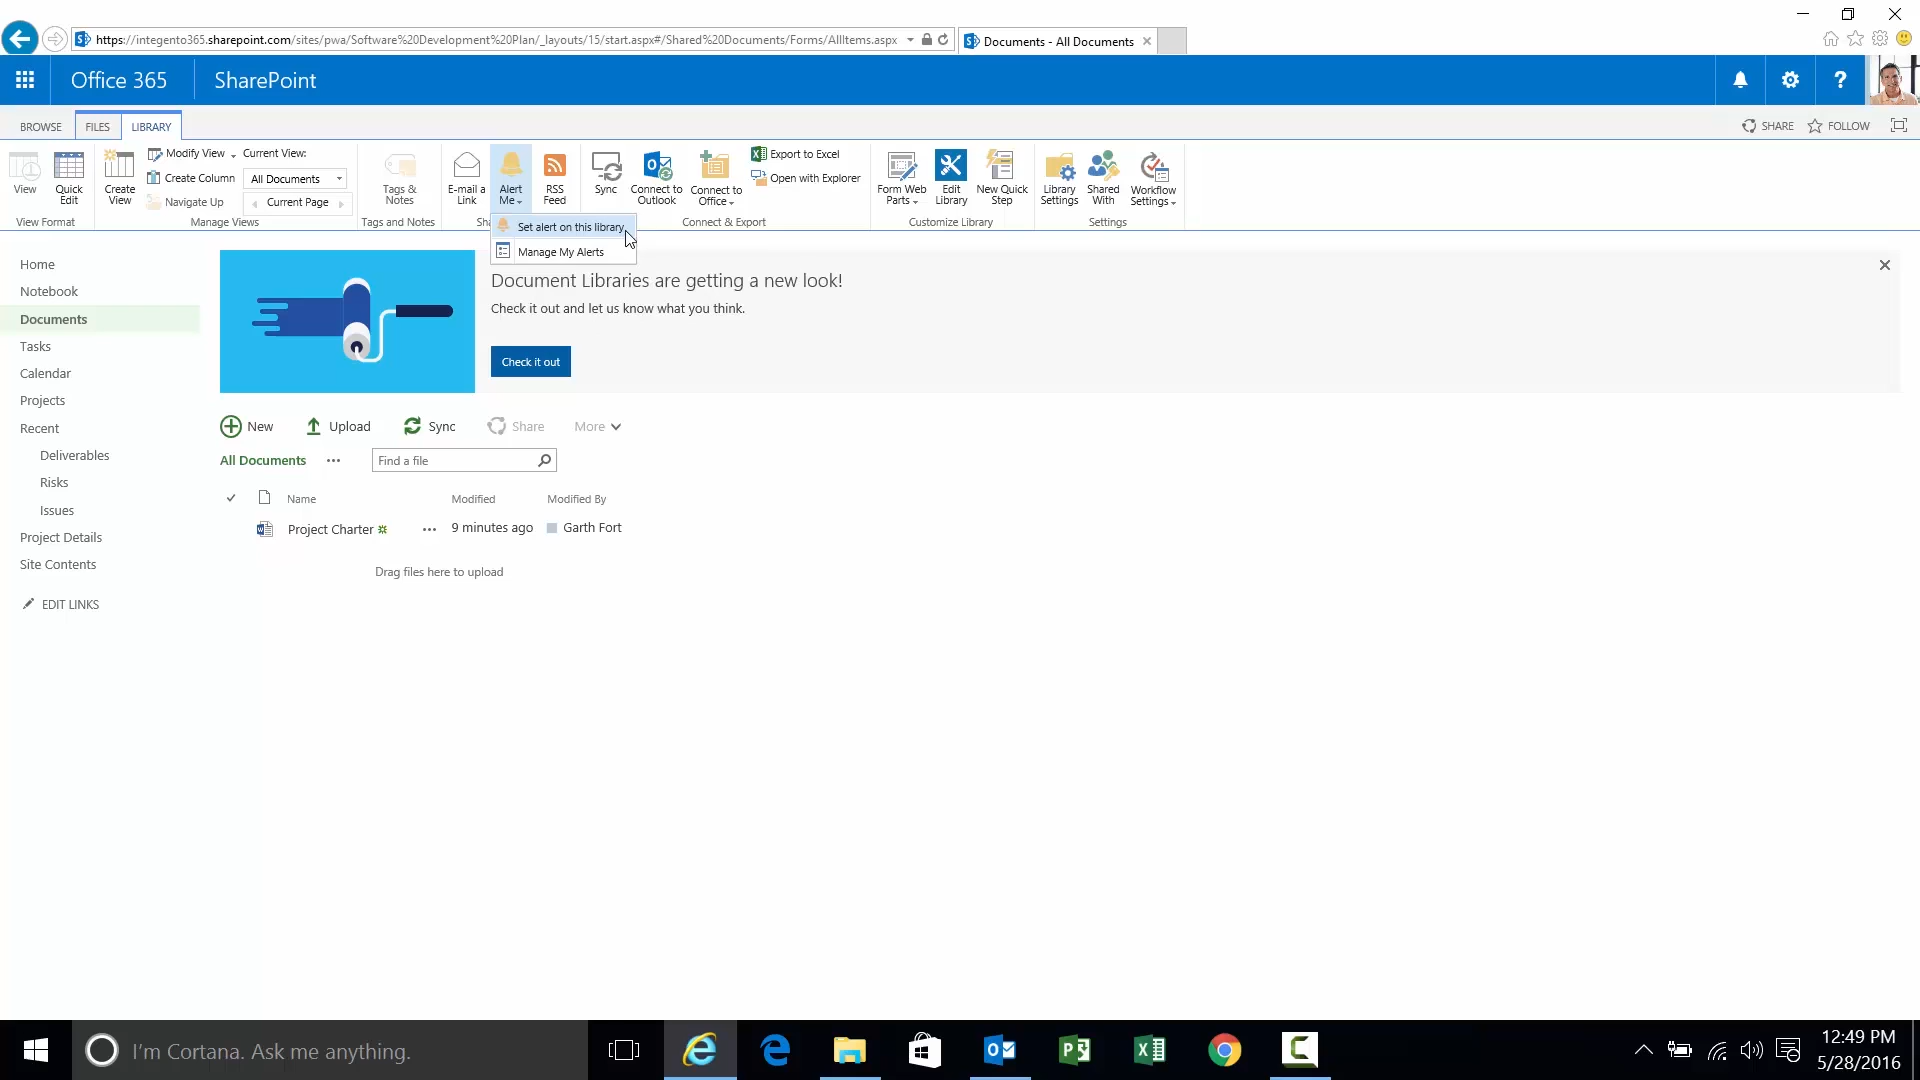 https://integento365.sharepoint.com/sites/pwa/Software%20Development%20Plan/_layouts/15/start.aspx#/Shared%20Documents/Forms/AllItems.aspx
Documents - All Documents
Office 365
SharePoint
BROWSE
FILES
LIBRARY
SHARE
FOLLOW
View
Quick
Edit
View Format
Create
View
Modify View
Create Column
Navigate Up
Current View:
All Documents
Current Page
Manage Views
Tags &
Notes
Tags and Notes
E-mail a
Link
Alert
Me
RSS
Feed
Sync
Connect to
Outlook
Connect to
Office
Export to Excel
Open with Explorer
Connect & Export
Form Web
Parts
Edit
Library
New Quick
Step
Customize Library
Library
Settings
Shared
With
Workflow
Settings
Settings
Set alert on this library
Manage My Alerts
Home
Notebook
Documents
Tasks
Calendar
Projects
Recent
Deliverables
Risks
Issues
Project Details
Site Contents
EDIT LINKS
Document Libraries are getting a new look!
Check it out and let us know what you think.
Check it out
New
Upload
Sync
Share
More
All Documents
Find a file
Name
Modified
Modified By
Project Charter
9 minutes ago
Garth Fort
Drag files here to upload
I'm Cortana. Ask me anything.
12:49 PM
5/28/2016